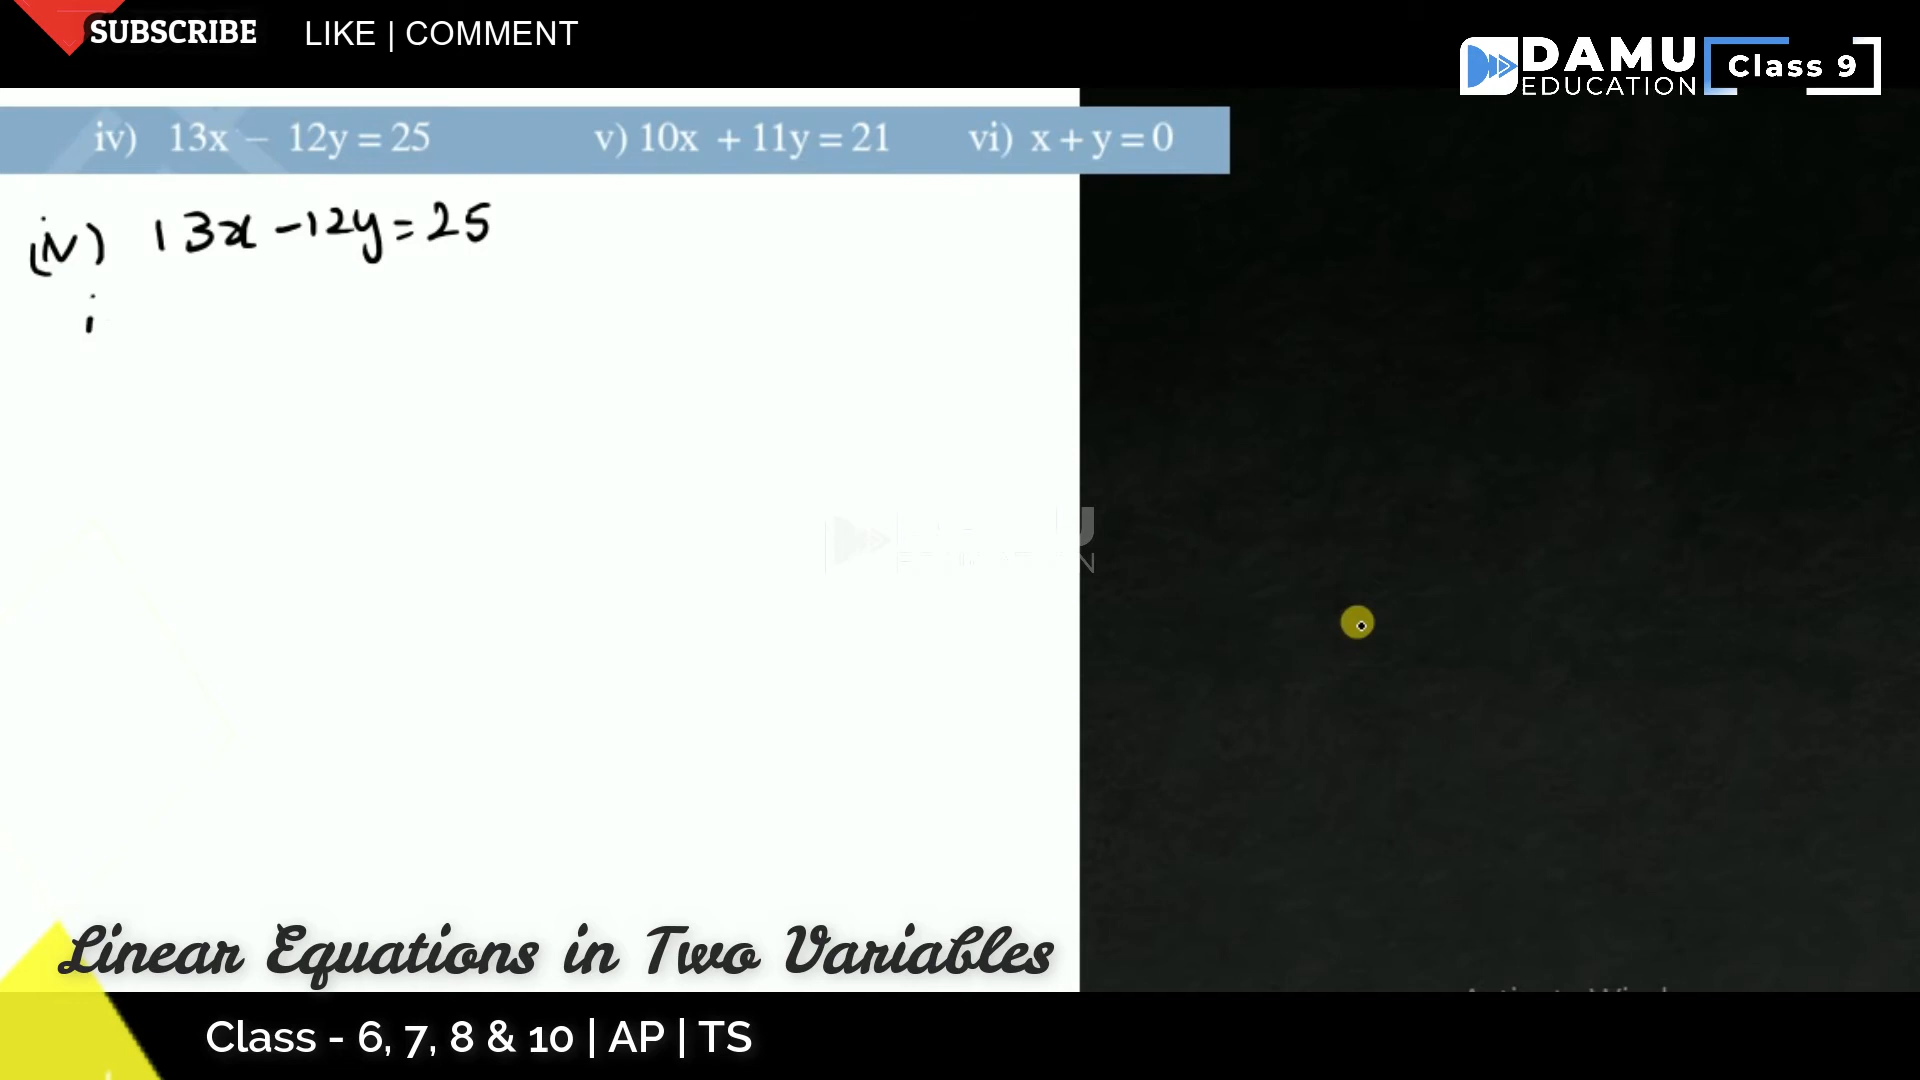 SUBSCRIBE LIKE | COMMENT
DAMU
EDUCATION
Class 9
iv) 13x − 12y = 25 v) 10x + 11y = 21 vi) x + y = 0
(iv) 13x -12y = 25
Linear Equations in Two Variables
Class - 6, 7, 8 & 10 | AP | TS